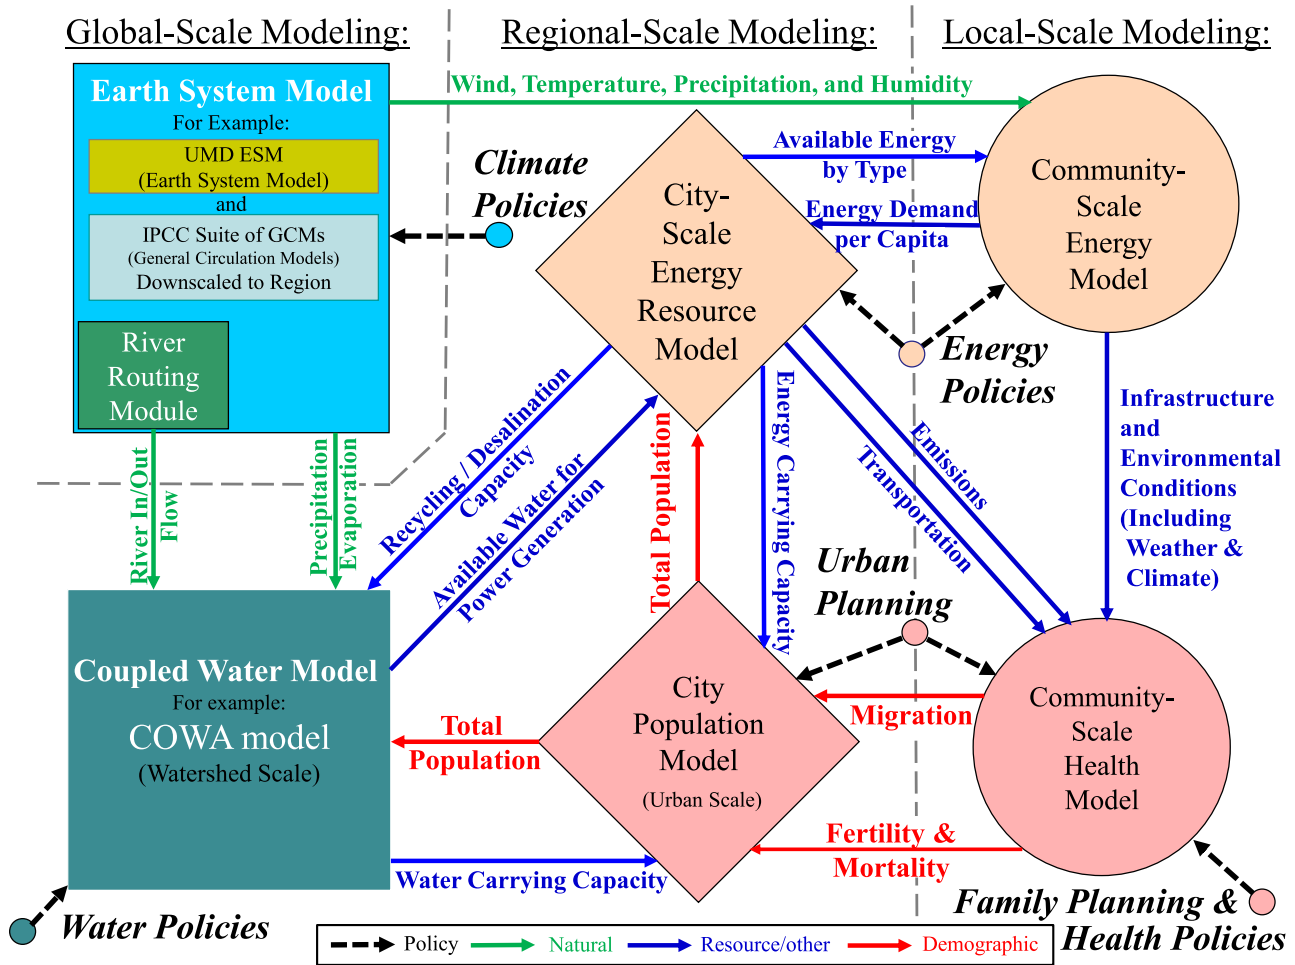 Global-Scale Modeling:
Regional-Scale Modeling:
Local-Scale Modeling:
Earth System Model
For Example:
UMD ESM
(Earth System Model)
and
IPCC Suite of GCMs
(General Circulation Models)
Downscaled to Region
River
Routing
Module
Wind, Temperature, Precipitation, and Humidity
Climate
Policies
City-
Scale
Energy
Resource
Model
Available Energy
by Type
Energy Demand
per Capita
Community-
Scale
Energy
Model
Energy
Policies
River In/Out
Flow
Precipitation
Evaporation
Recycling / Desalination
Capacity
Available Water for
Power Generation
Total Population
Energy Carrying Capacity
Emissions
Transportation
Infrastructure
and
Environmental
Conditions
(Including
Weather &
Climate)
Urban
Planning
Coupled Water Model
For example:
COWA model
(Watershed Scale)
Total
Population
City
Population
Model
(Urban Scale)
Migration
Fertility &
Mortality
Community-
Scale
Health
Model
Water Carrying Capacity
Water Policies
Family Planning &
Health Policies
Policy
Natural
Resource/other
Demographic